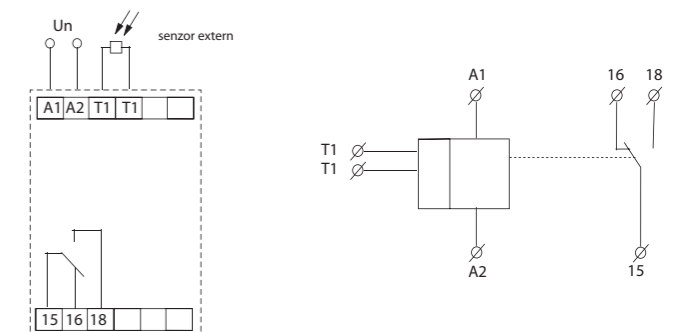 Un
senzor extern
A1 A2 T1 T1
15 16 18
A1
16 18
T1
T1
A2
15